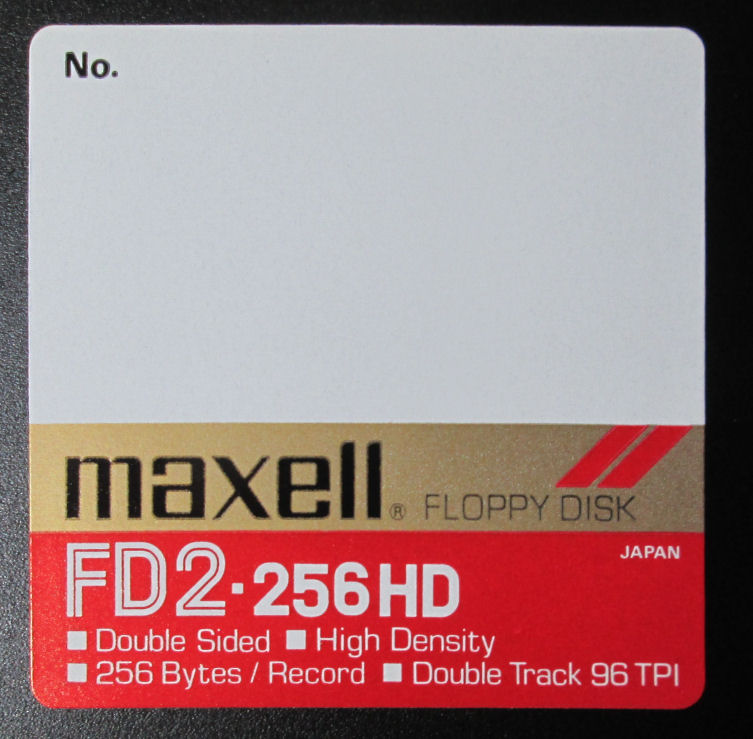 No.
maxell® FLOPPY DISK
JAPAN
FD2·256HD
■ Double Sided ■ High Density
■ 256 Bytes / Record ■ Double Track 96 TPI